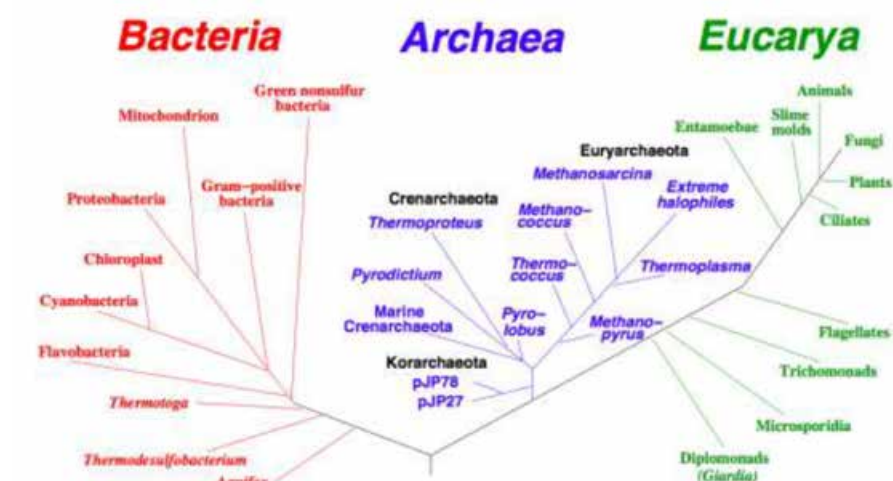 Bacteria
Archaea
Eucarya
Green nonsulfur
bacteria
Mitochondrion
Gram-positive
bacteria
Proteobacteria
Chloroplast
Cyanobacteria
Flavobacteria
Thermotoga
Thermodesulfobacterium
Aquifex
Crenarchaeota
Thermoproteus
Pyrodictium
Marine
Crenarchaeota
Pyro-
lobus
Korarchaeota
pJP78
pJP27
Euryarchaeota
Methanosarcina
Methano-
coccus
Extreme
halophiles
Thermo-
coccus
Thermoplasma
Methano-
pyrus
Animals
Entamoebae
Slime
molds
Fungi
Plants
Ciliates
Flagellates
Trichomonads
Microsporidia
Diplomonads
(Giardia)